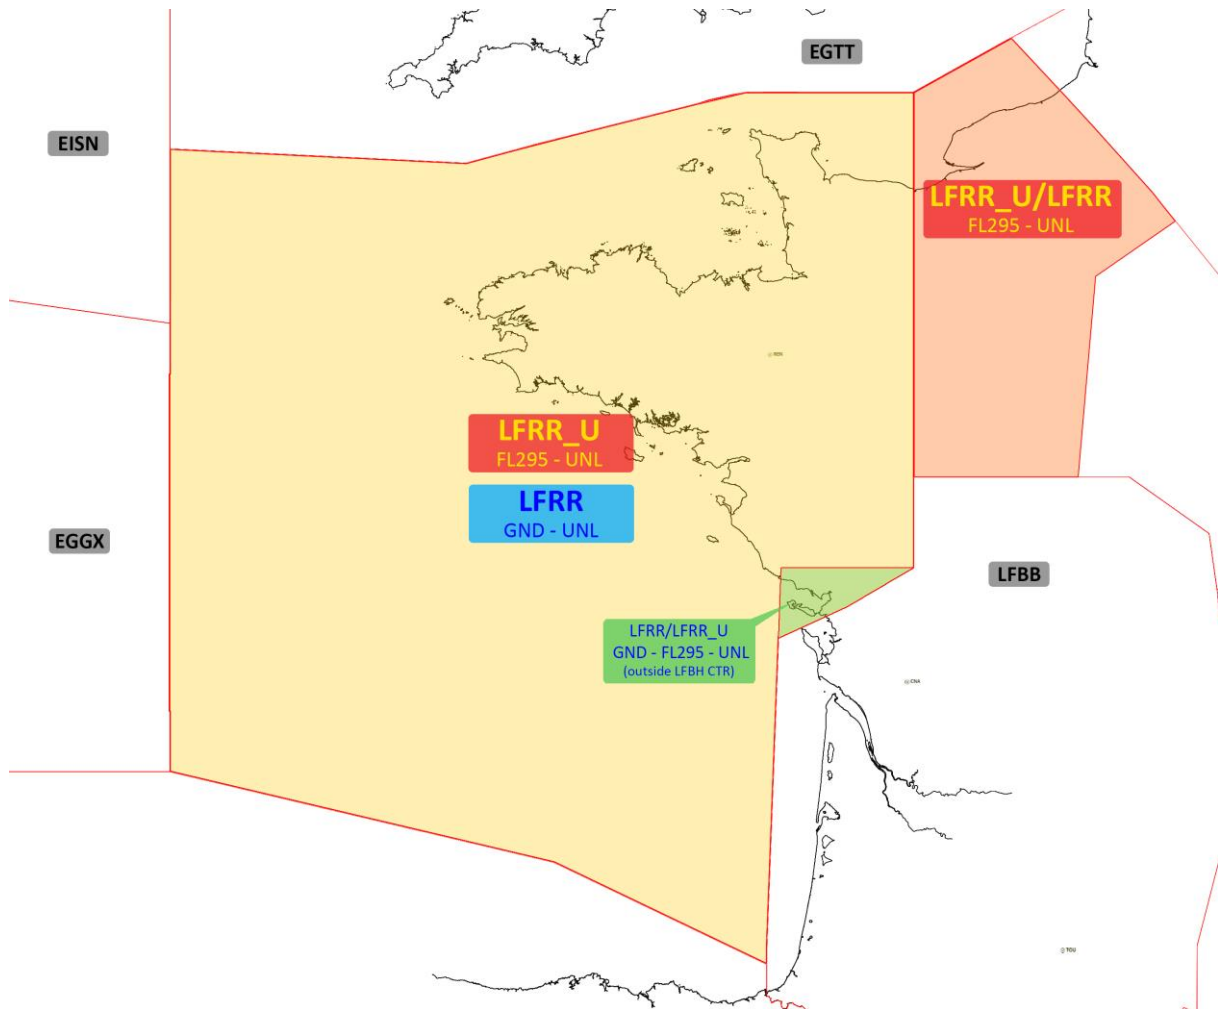 EGTT
EISN
LFRR_U/LFRR
FL295 - UNL
LFRR_U
FL295 - UNL
LFRR
GND - UNL
EGGX
LFBB
LFRR/LFRR_U
GND - FL295 - UNL
(outside LFBH CTR)